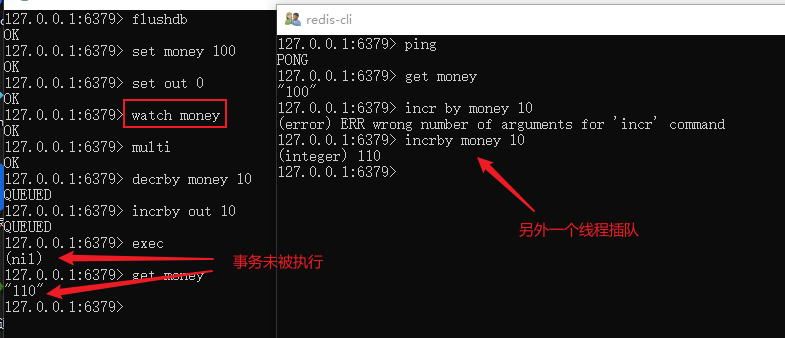 127.0.0.1:6379> flushdb
OK
127.0.0.1:6379> set money 100
OK
127.0.0.1:6379> set out 0
OK
127.0.0.1:6379> watch money
OK
127.0.0.1:6379> multi
OK
127.0.0.1:6379> decrby money 10
QUEUED
127.0.0.1:6379> incrby out 10
QUEUED
127.0.0.1:6379> exec
(nil)
事务未被执行
127.0.0.1:6379> get money
"110"
127.0.0.1:6379>
redis-cli
127.0.0.1:6379> ping
PONG
127.0.0.1:6379> get money
"100"
127.0.0.1:6379> incr by money 10
(error) ERR wrong number of arguments for 'incr' command
127.0.0.1:6379> incrby money 10
(integer) 110
127.0.0.1:6379>
另外一个线程插队